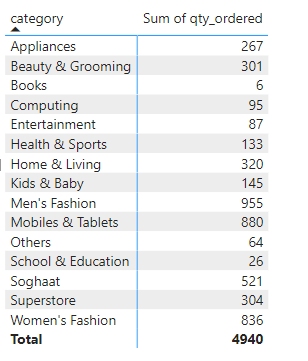 category Sum of qty_ordered
Appliances 267
Beauty & Grooming 301
Books 6
Computing 95
Entertainment 87
Health & Sports 133
Home & Living 320
Kids & Baby 145
Men's Fashion 955
Mobiles & Tablets 880
Others 64
School & Education 26
Soghaat 521
Superstore 304
Women's Fashion 836
Total 4940